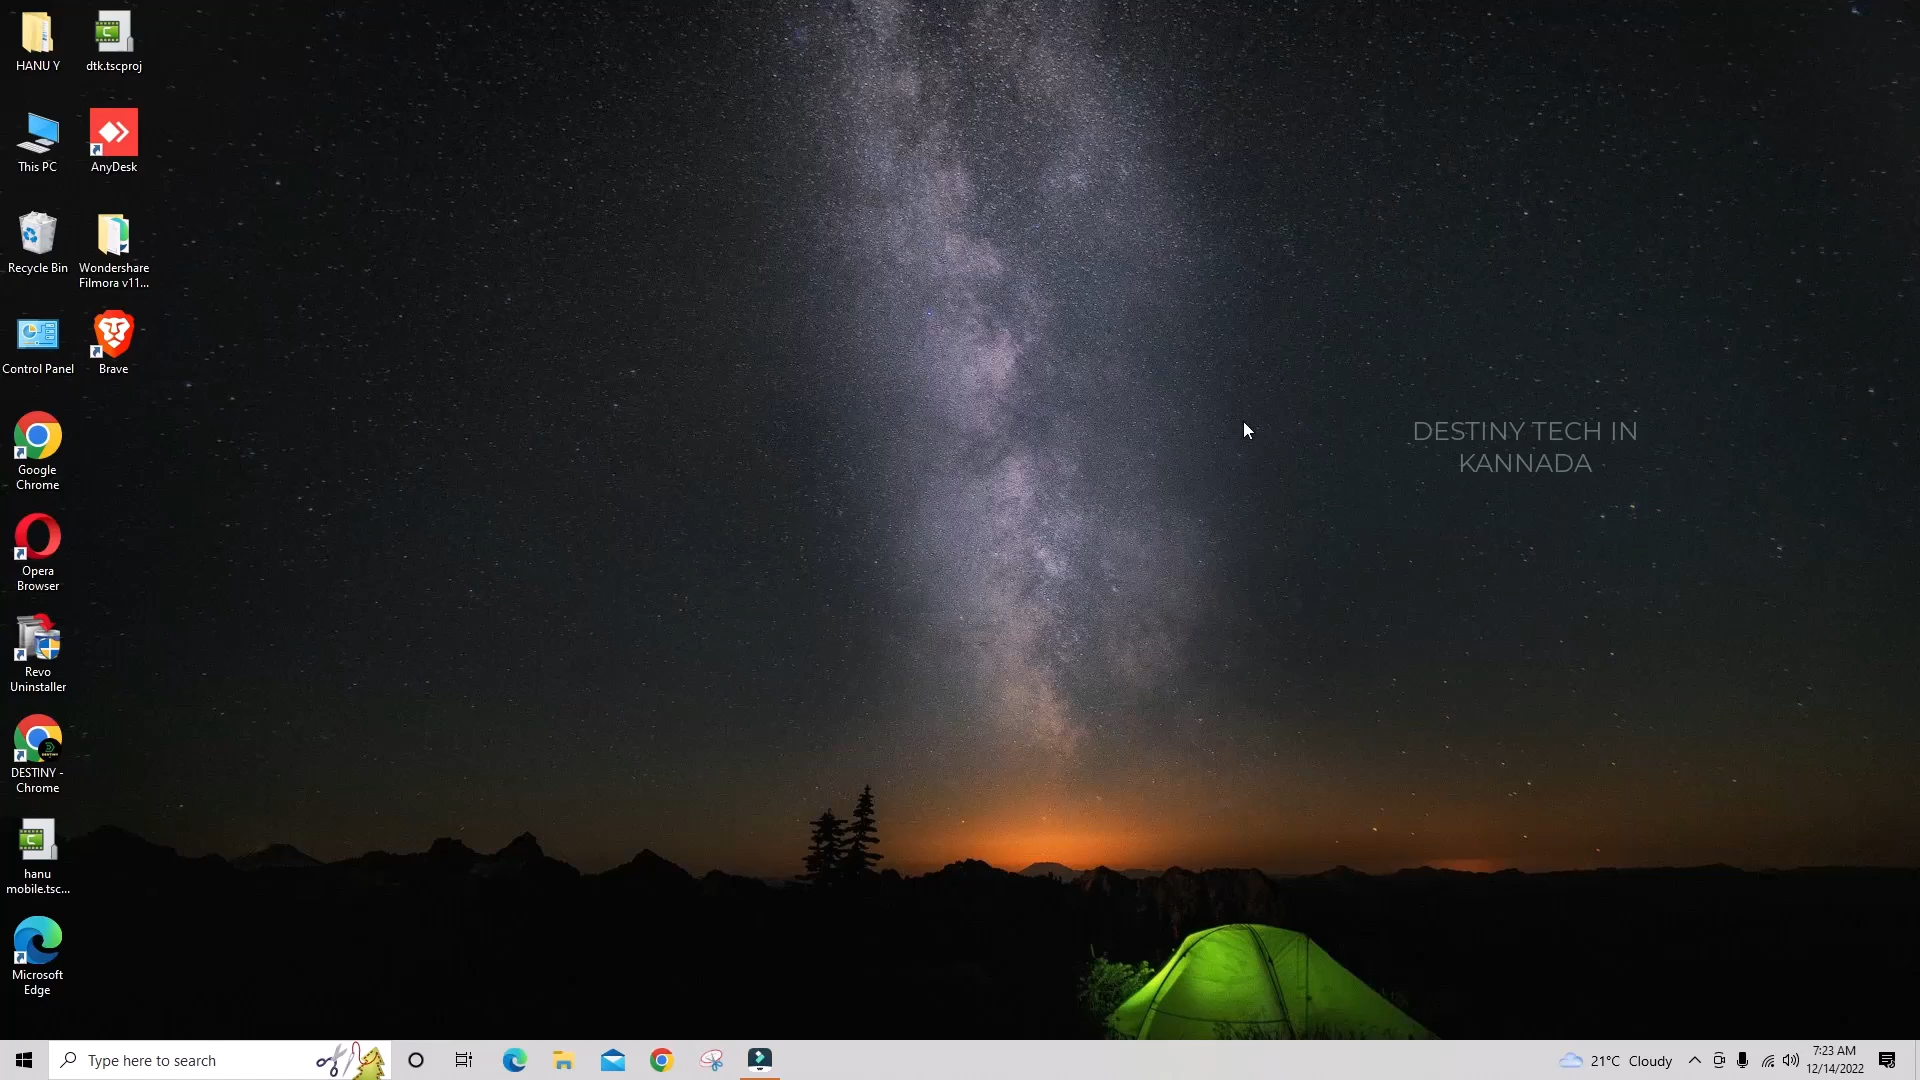 HANU Y
dtk.tscproj
This PC
AnyDesk
Recycle Bin
Wondershare
Filmora v11...
Control Panel
Brave
Google
Chrome
Opera
Browser
Revo
Uninstaller
DESTINY -
Chrome
hanu
mobile.tsc...
Microsoft
Edge
DESTINY TECH IN
KANNADA
Type here to search
21°C Cloudy
7:23 AM
12/14/2022